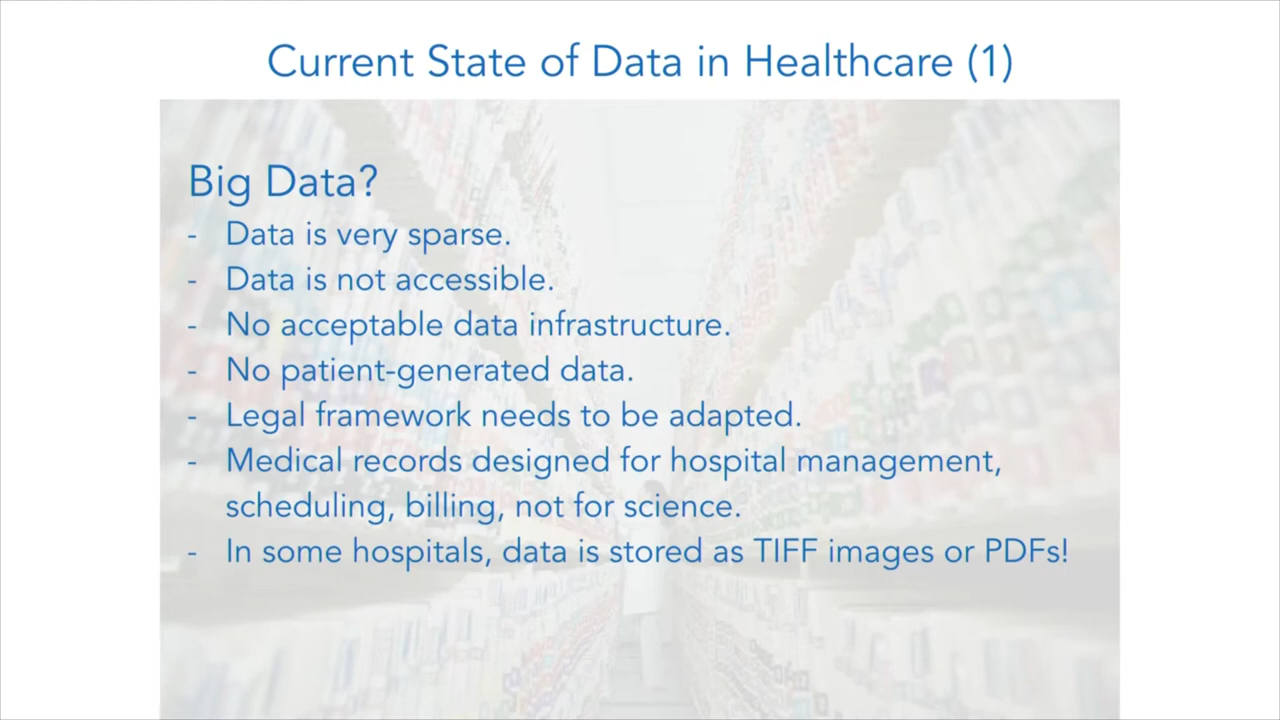 Current State of Data in Healthcare (1)
Big Data?
- Data is very sparse.
- Data is not accessible.
- No acceptable data infrastructure.
- No patient-generated data.
- Legal framework needs to be adapted.
- Medical records designed for hospital management,
scheduling, billing, not for science.
- In some hospitals, data is stored as TIFF images or PDFs!